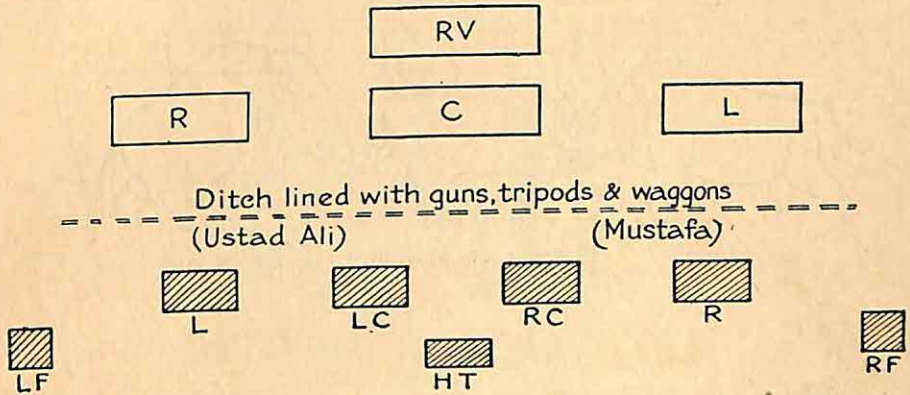 RV
R C L
Ditch lined with guns, tripods & waggons
(Ustad Ali) (Mustafa)
L LC RC R
LF HT RF